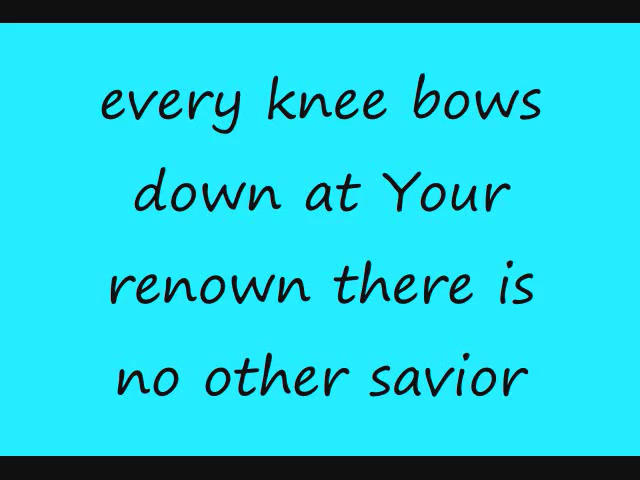 every knee bows
down at Your
renown there is
no other savior